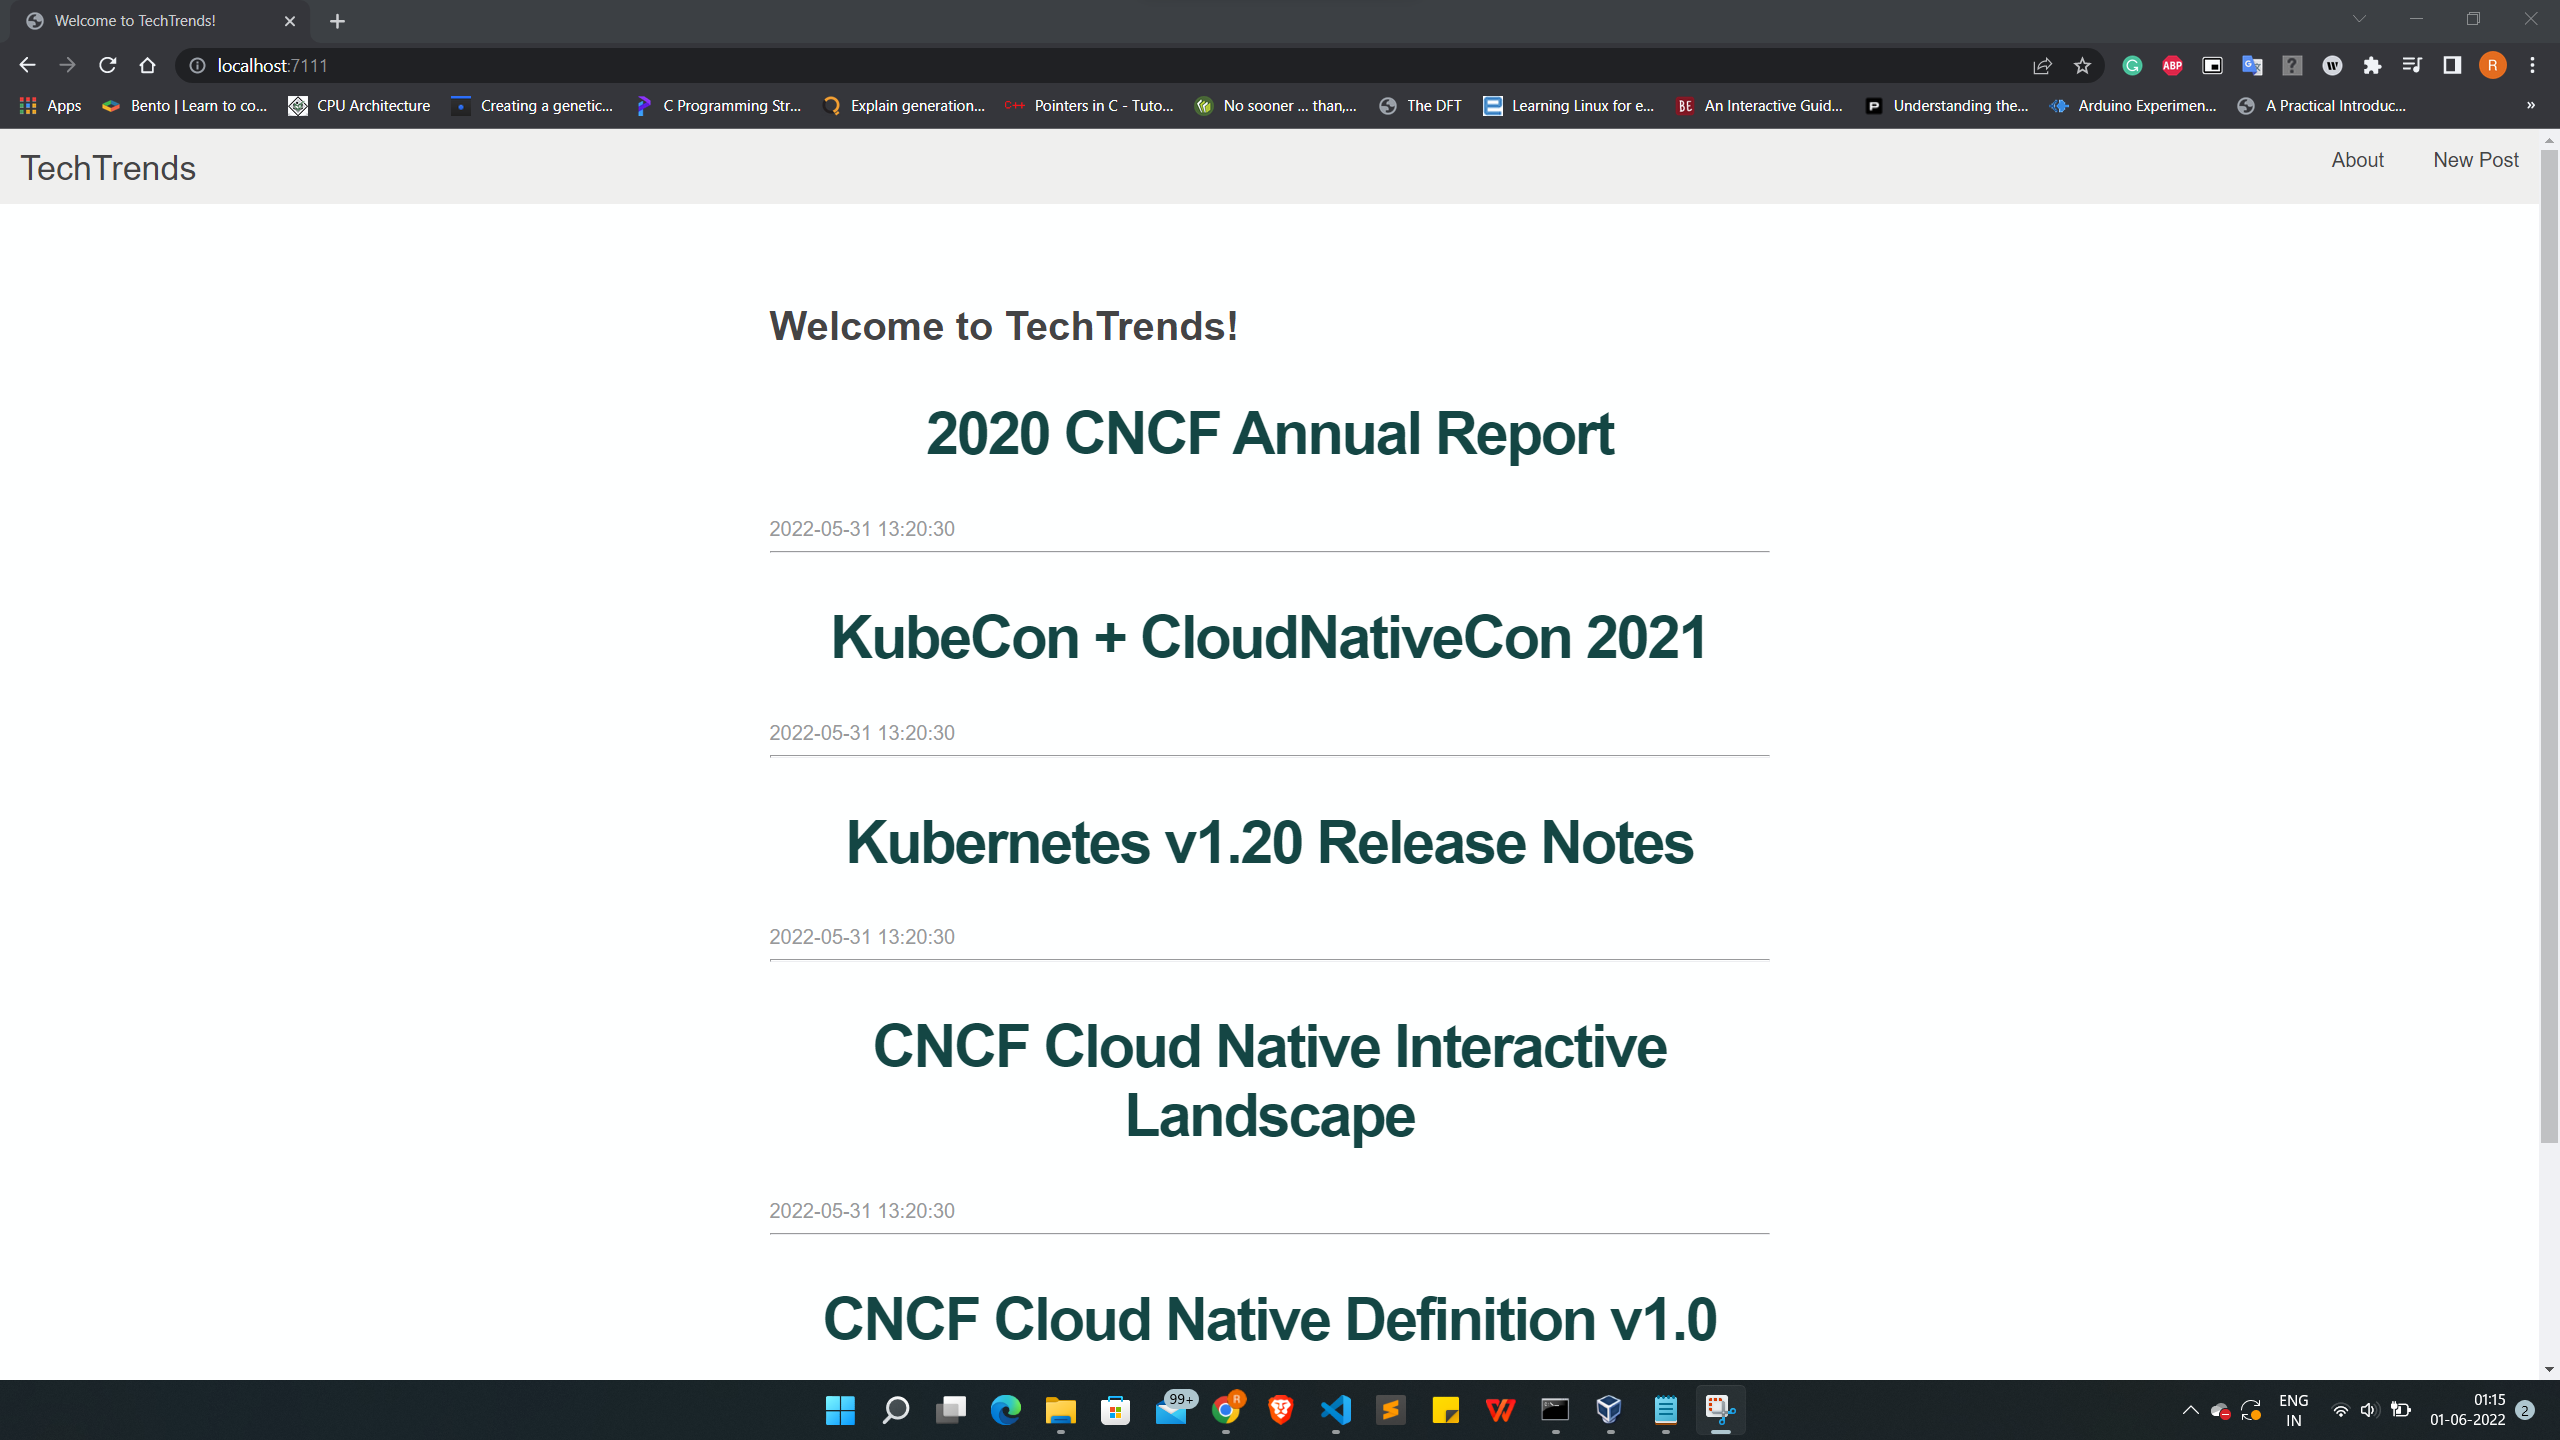 Welcome to TechTrends!
localhost:7111
ABP
R
Apps
Bento | Learn to co...
CPU Architecture
Creating a genetic...
C Programming Str...
Explain generation...
C++
Pointers in C - Tuto...
No sooner ... than,...
The DFT
Learning Linux for e...
BE
An Interactive Guid...
Understanding the...
Arduino Experimen...
A Practical Introduc...
»
TechTrends
About
New Post
Welcome to TechTrends!
2020 CNCF Annual Report
2022-05-31 13:20:30
KubeCon + CloudNativeCon 2021
2022-05-31 13:20:30
Kubernetes v1.20 Release Notes
2022-05-31 13:20:30
CNCF Cloud Native Interactive
Landscape
2022-05-31 13:20:30
CNCF Cloud Native Definition v1.0
99+
R
ENG
IN
01:15
01-06-2022
2